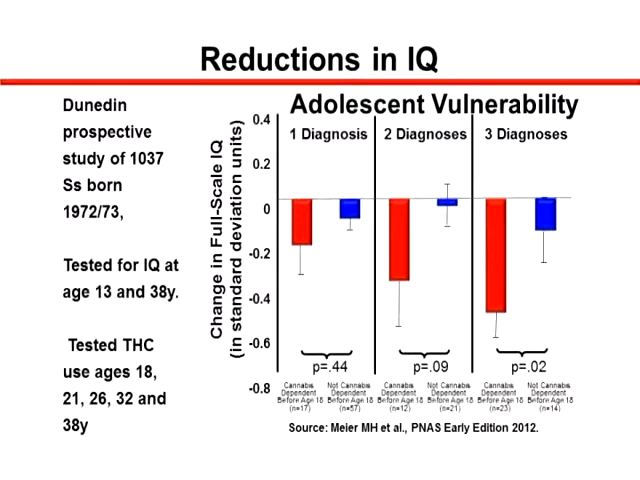 Reductions in IQ
Dunedin
prospective
study of 1037
Ss born
1972/73,
Tested for IQ at
age 13 and 38y.
Tested THC
use ages 18,
21, 26, 32 and
38y
Adolescent Vulnerability
Change in Full-Scale IQ
(in standard deviation units)
0.4
0.2
0
-0.2
-0.4
-0.6
-0.8
1 Diagnosis
2 Diagnoses
3 Diagnoses
p=.44
p=.09
p=.02
Cannabis
Dependent
Before Age 18
(n=17)
Not Cannabis
Dependent
Before Age 18
(n=57)
Cannabis
Dependent
Before Age 18
(n=12)
Not Cannabis
Dependent
Before Age 18
(n=21)
Cannabis
Dependent
Before Age 18
(n=23)
Not Cannabis
Dependent
Before Age 18
(n=14)
Source: Meier MH et al., PNAS Early Edition 2012.